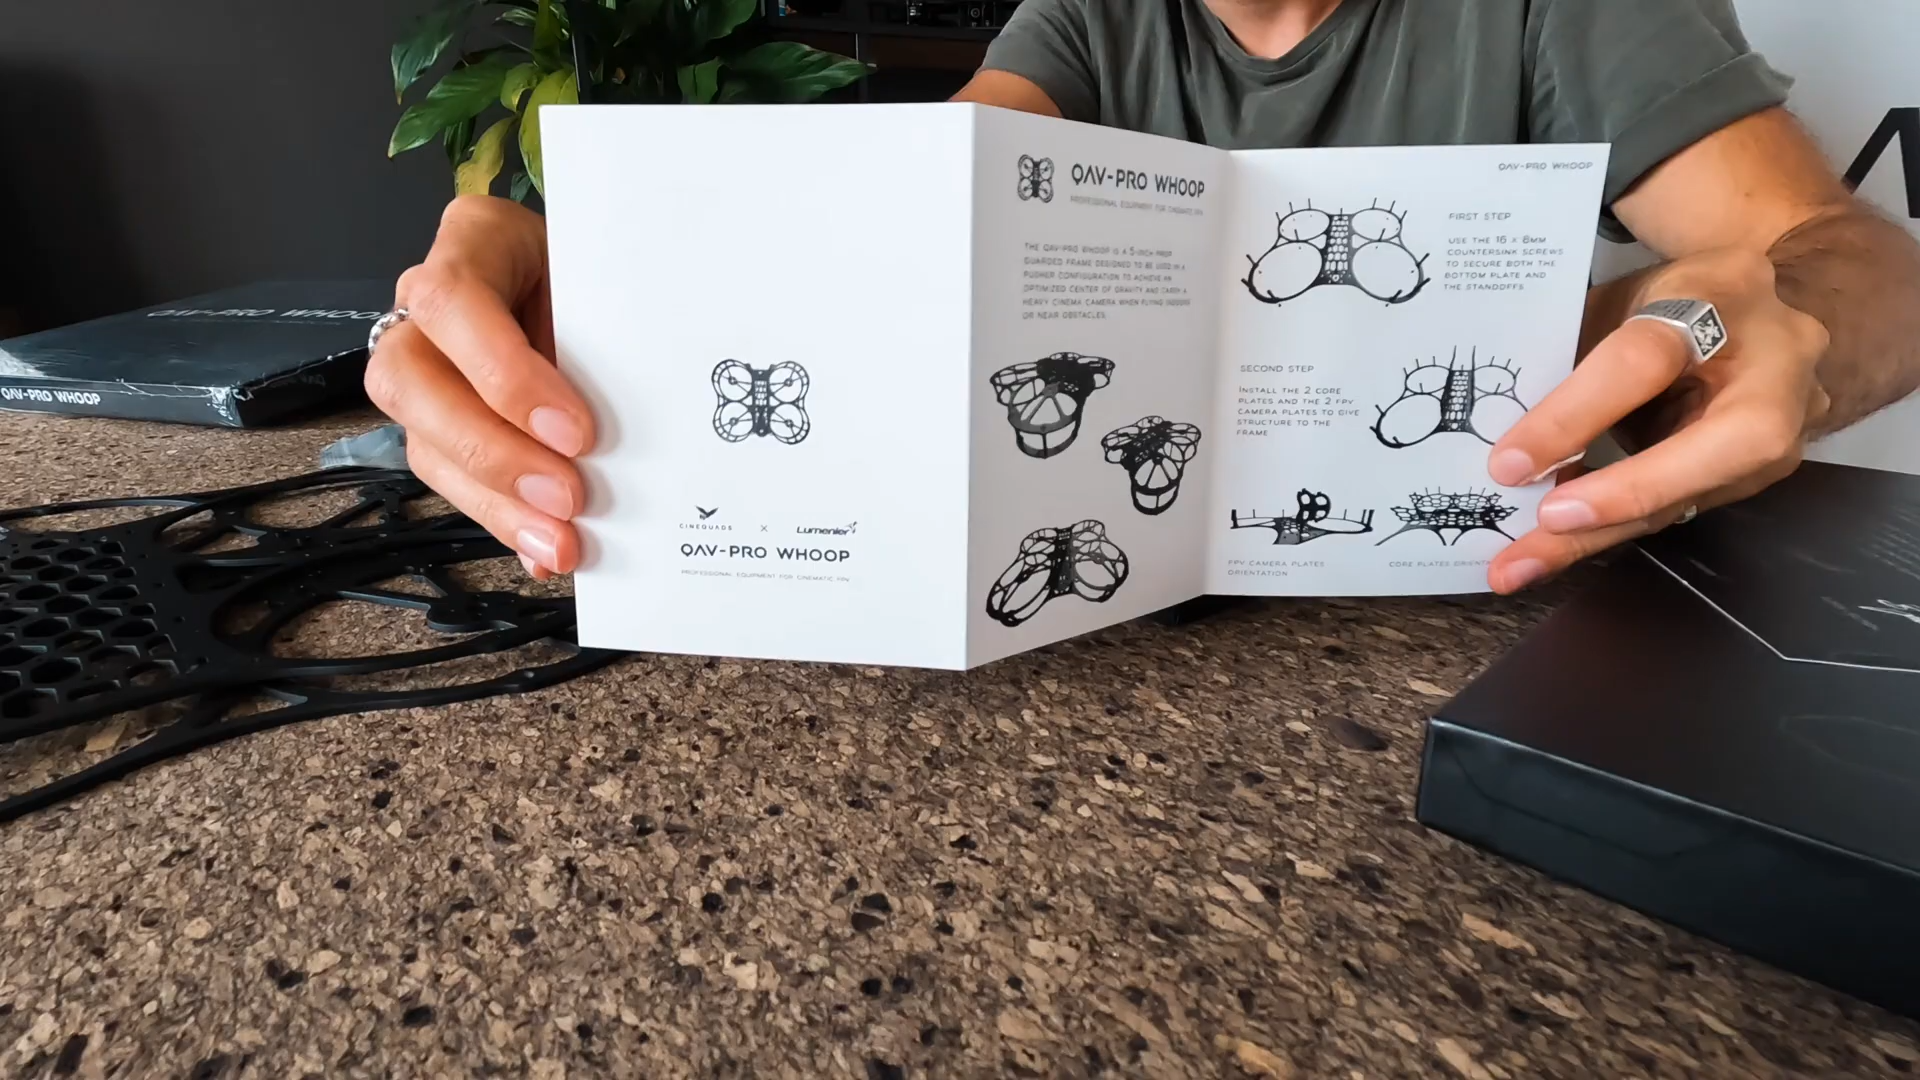 QAV-PRO WHOOP
QAV-PRO WHOOP
CINEQUADS X Lumenier
QAV-PRO WHOOP
PROFESSIONAL EQUIPMENT FOR CINEMATIC FPV
QAV-PRO WHOOP
PROFESSIONAL EQUIPMENT FOR CINEMATIC FPV
THE QAV-PRO WHOOP IS A 5-INCH PROP
GUARDED FRAME DESIGNED TO BE USED IN A
PUSHER CONFIGURATION TO ACHIEVE AN
OPTIMIZED CENTER OF GRAVITY AND CARRY A
HEAVY CINEMA CAMERA WHEN FLYING INDOORS
OR NEAR OBSTACLES.
QAV-PRO WHOOP
FIRST STEP
USE THE 16 X 8MM
COUNTERSINK SCREWS
TO SECURE BOTH THE
BOTTOM PLATE AND
THE STANDOFFS
SECOND STEP
INSTALL THE 2 CORE
PLATES AND THE 2 FPV
CAMERA PLATES TO GIVE
STRUCTURE TO THE
FRAME
FPV CAMERA PLATES
ORIENTATION
CORE PLATES ORIENT